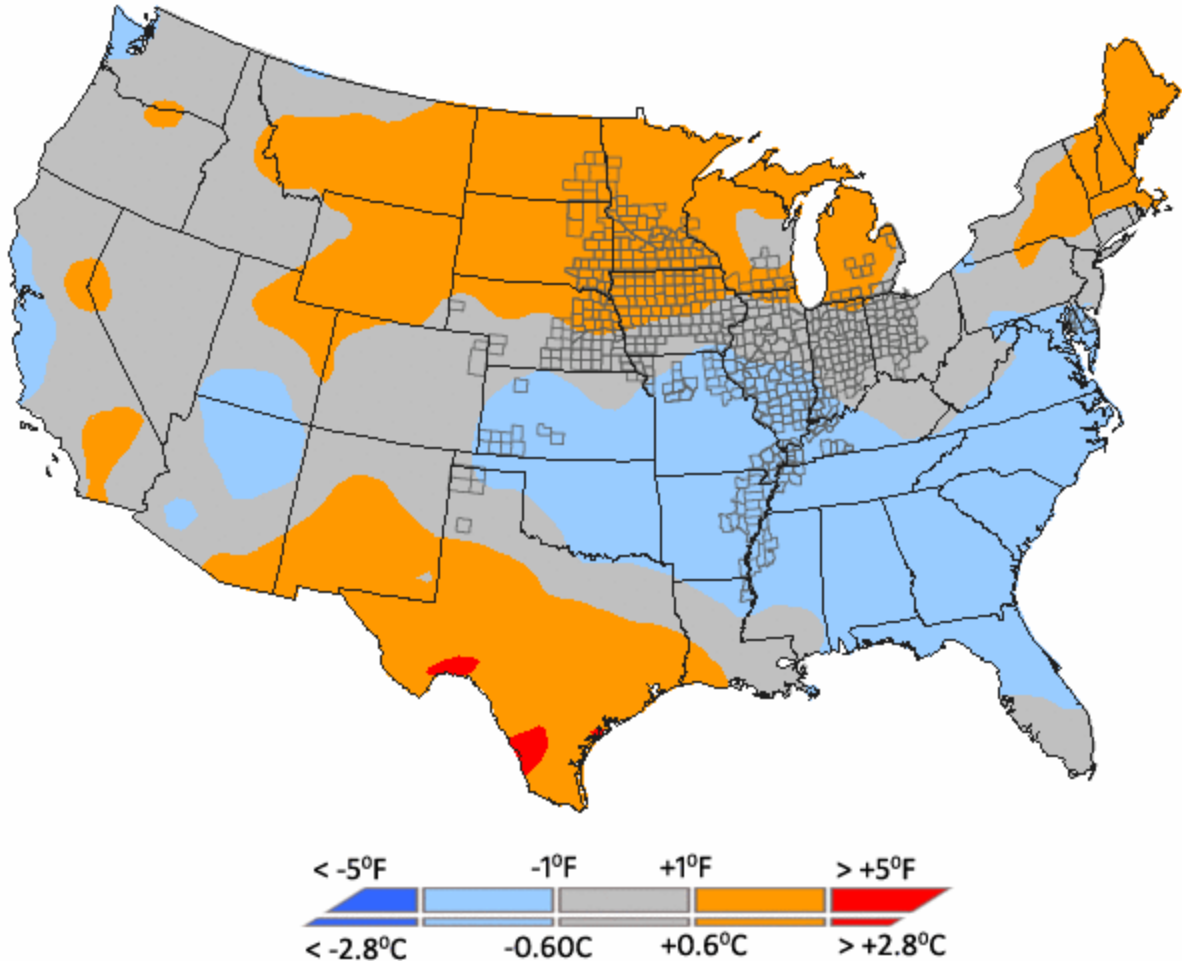 < -5⁰F -1⁰F +1⁰F > +5⁰F
< -2.8⁰C -0.60C +0.6⁰C > +2.8⁰C